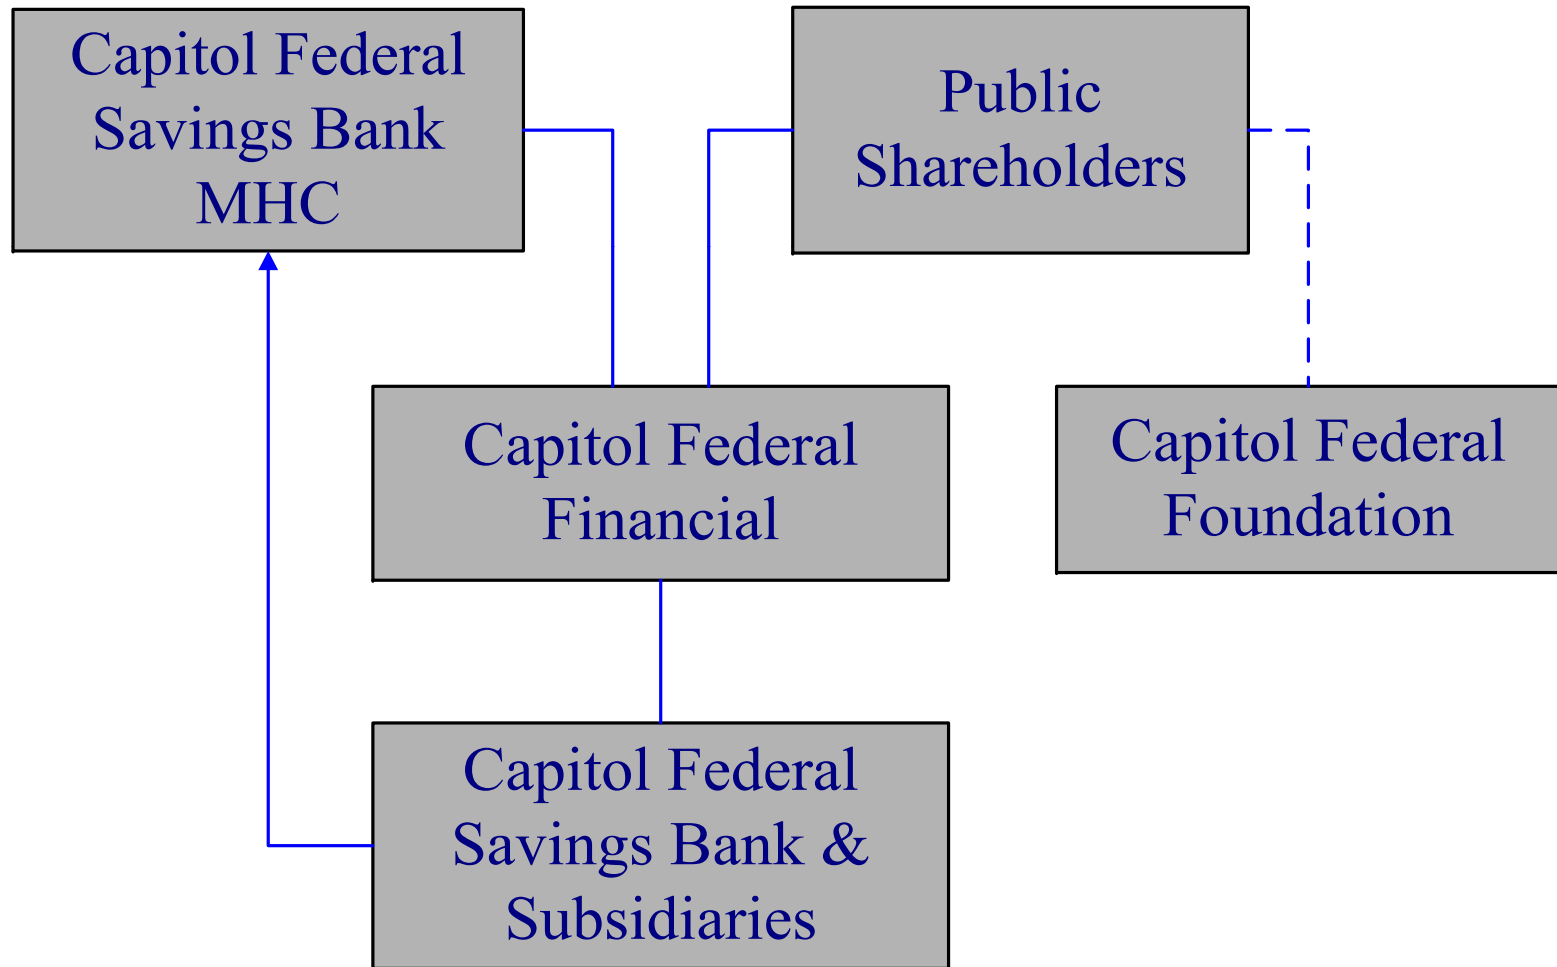 Capitol Federal
Savings Bank
MHC
Public
Shareholders
Capitol Federal
Financial
Capitol Federal
Foundation
Capitol Federal
Savings Bank &
Subsidiaries